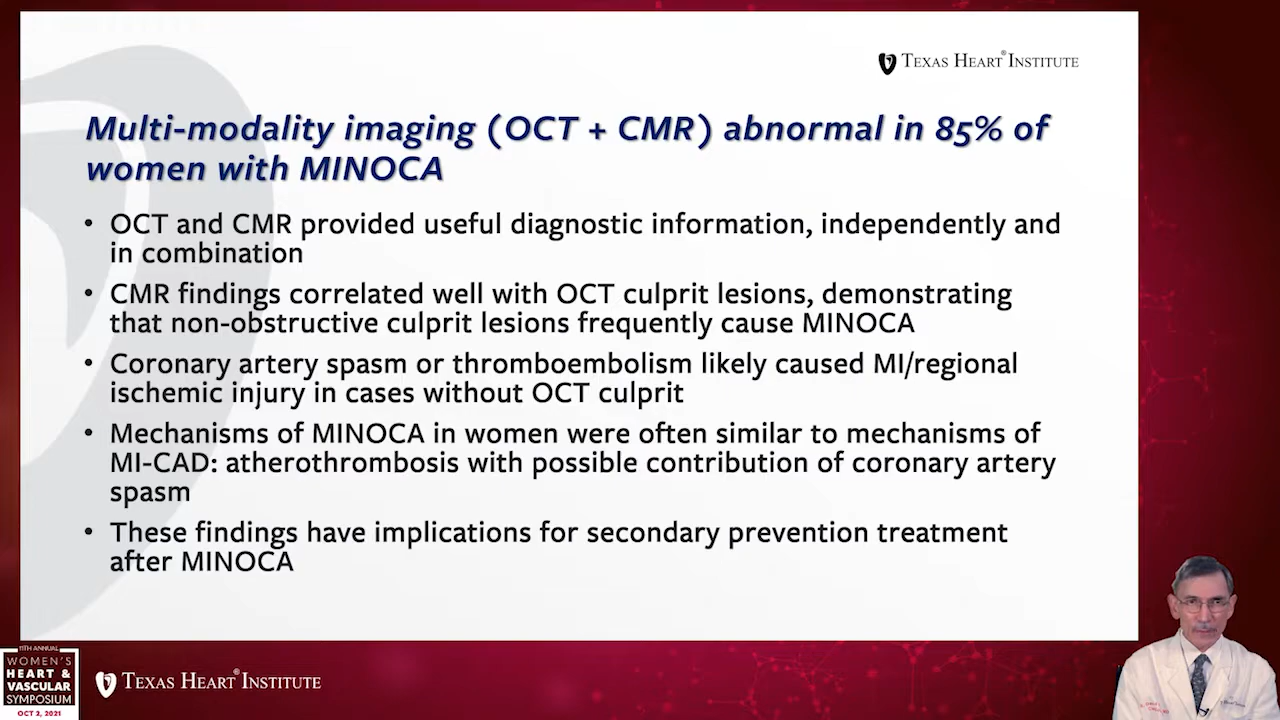 TEXAS HEART® INSTITUTE
Multi-modality imaging (OCT + CMR) abnormal in 85% of
women with MINOCA
• OCT and CMR provided useful diagnostic information, independently and
in combination
• CMR findings correlated well with OCT culprit lesions, demonstrating
that non-obstructive culprit lesions frequently cause MINOCA
• Coronary artery spasm or thromboembolism likely caused MI/regional
ischemic injury in cases without OCT culprit
• Mechanisms of MINOCA in women were often similar to mechanisms of
MI-CAD: atherothrombosis with possible contribution of coronary artery
spasm
• These findings have implications for secondary prevention treatment
after MINOCA
11TH ANNUAL
WOMEN'S
HEART &
VASCULAR
SYMPOSIUM
OCT 2, 2021
TEXAS HEART® INSTITUTE